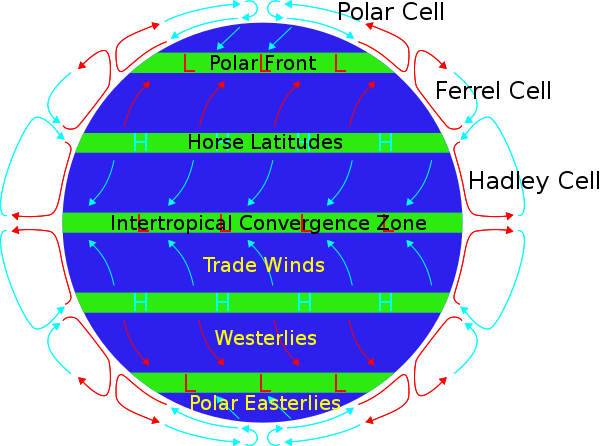 Polar Cell
L L L
Polar Front
Ferrel Cell
H H H H
Horse Latitudes
Hadley Cell
L L L L
Intertropical Convergence Zone
Trade Winds
H H H H
Westerlies
L L L
Polar Easterlies